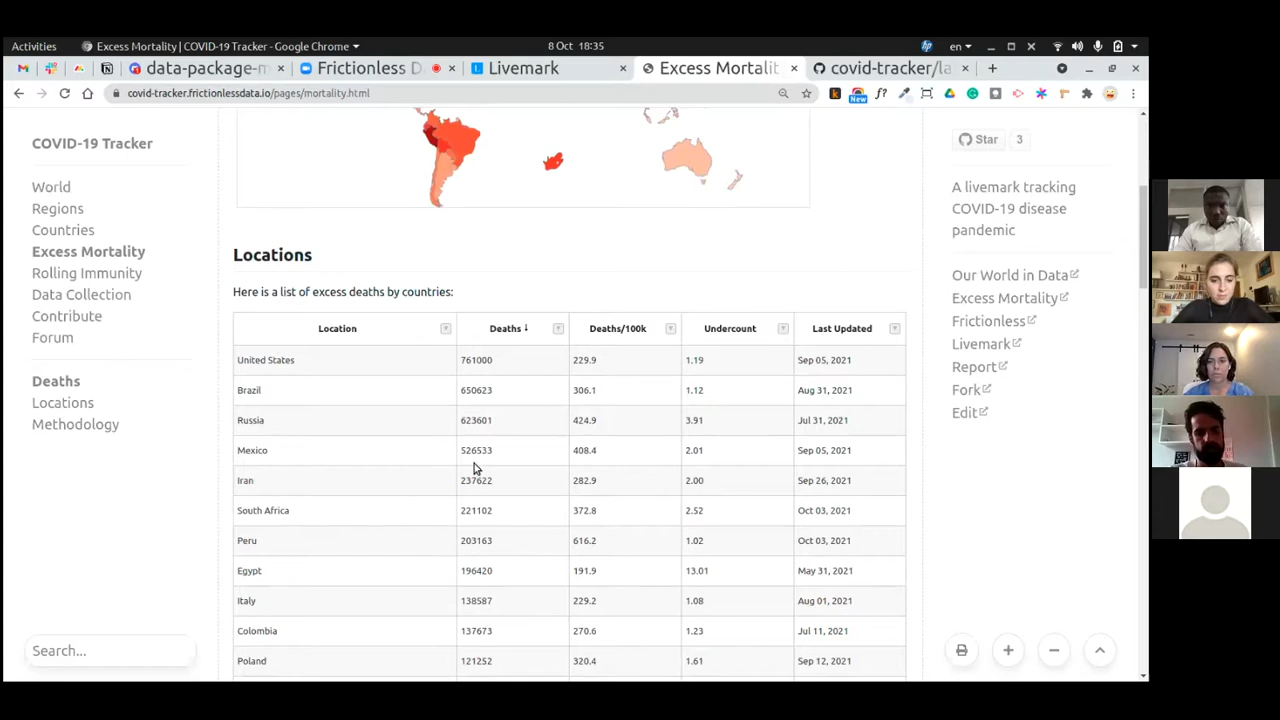 Activities
Excess Mortality | COVID-19 Tracker - Google Chrome
8 Oct 18:35
en
data-package-m
Frictionless D
Livemark
Excess Mortalit
covid-tracker/la
covid-tracker.frictionlessdata.io/pages/mortality.html
New
f?
COVID-19 Tracker
World
Regions
Countries
Excess Mortality
Rolling Immunity
Data Collection
Contribute
Forum
Deaths
Locations
Methodology
Search...
Locations
Here is a list of excess deaths by countries:
Location Deaths ↓ Deaths/100k Undercount Last Updated
United States 761000 229.9 1.19 Sep 05, 2021
Brazil 650623 306.1 1.12 Aug 31, 2021
Russia 623601 424.9 3.91 Jul 31, 2021
Mexico 526533 408.4 2.01 Sep 05, 2021
Iran 237622 282.9 2.00 Sep 26, 2021
South Africa 221102 372.8 2.52 Oct 03, 2021
Peru 203163 616.2 1.02 Oct 03, 2021
Egypt 196420 191.9 13.01 May 31, 2021
Italy 138587 229.2 1.08 Aug 01, 2021
Colombia 137673 270.6 1.23 Jul 11, 2021
Poland 121252 320.4 1.61 Sep 12, 2021
Star 3
A livemark tracking
COVID-19 disease
pandemic
Our World in Data
Excess Mortality
Frictionless
Livemark
Report
Fork
Edit